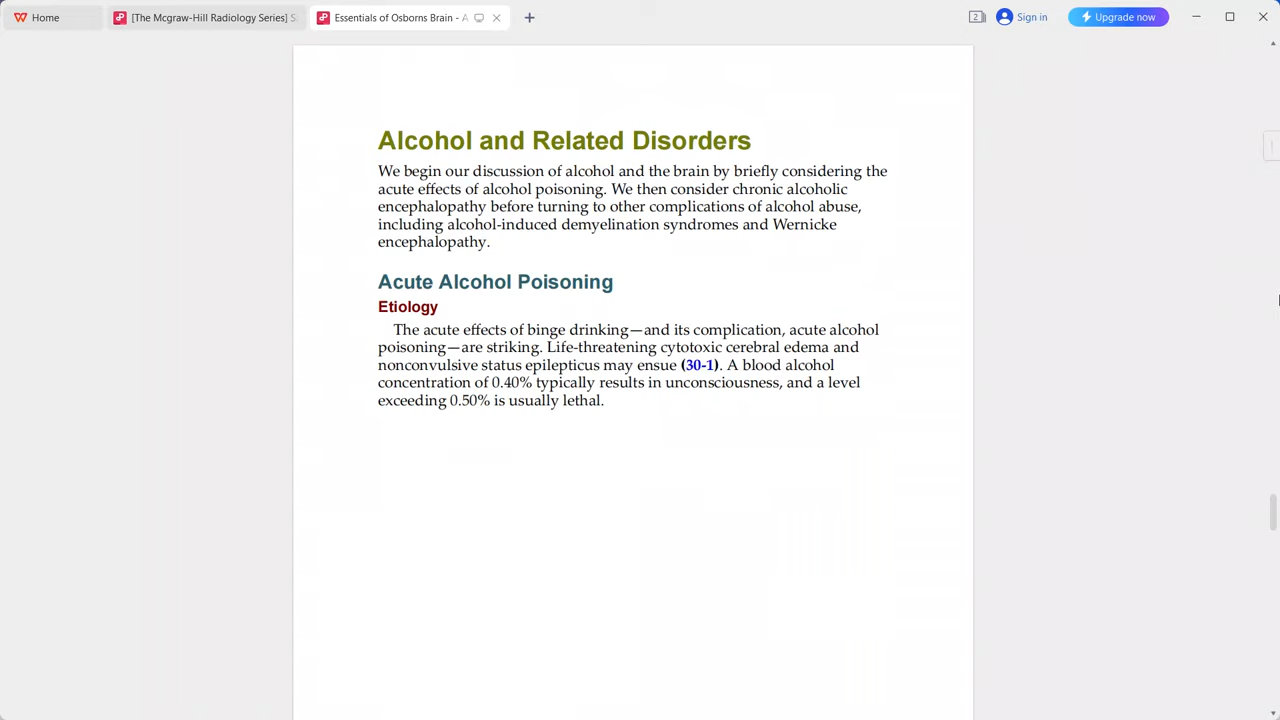 Home
[The Mcgraw-Hill Radiology Series] S
Essentials of Osborns Brain - A
2
Sign in
Upgrade now
Alcohol and Related Disorders
We begin our discussion of alcohol and the brain by briefly considering the
acute effects of alcohol poisoning. We then consider chronic alcoholic
encephalopathy before turning to other complications of alcohol abuse,
including alcohol-induced demyelination syndromes and Wernicke
encephalopathy.
Acute Alcohol Poisoning
Etiology
The acute effects of binge drinking—and its complication, acute alcohol
poisoning—are striking. Life-threatening cytotoxic cerebral edema and
nonconvulsive status epilepticus may ensue (30-1). A blood alcohol
concentration of 0.40% typically results in unconsciousness, and a level
exceeding 0.50% is usually lethal.